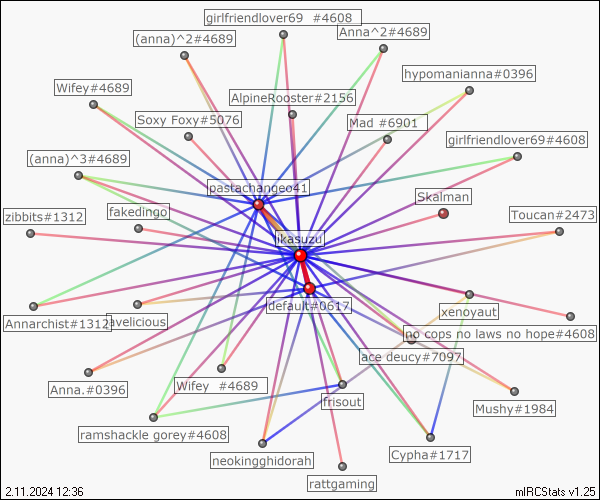 girlfriendlover69  #4608
Anna^2#4689
(anna)^2#4689
hypomanianna#0396
Wifey#4689
AlpineRooster#2156
Soxy Foxy#5076
Mad #6901
girlfriendlover69#4608
(anna)^3#4689
pastachangeo41
Skalman
fakedingo
zibbits#1312
Toucan#2473
ikasuzu
default#0617
xenoyaut
Annarchist#1312
avelicious
no cops no laws no hope#4608
ace deucy#7097
Anna.#0396
Wifey  #4689
frisout
Mushy#1984
ramshackle gorey#4608
Cypha#1717
neokingghidorah
rattgaming
2.11.2024 12:36
mIRCStats v1.25